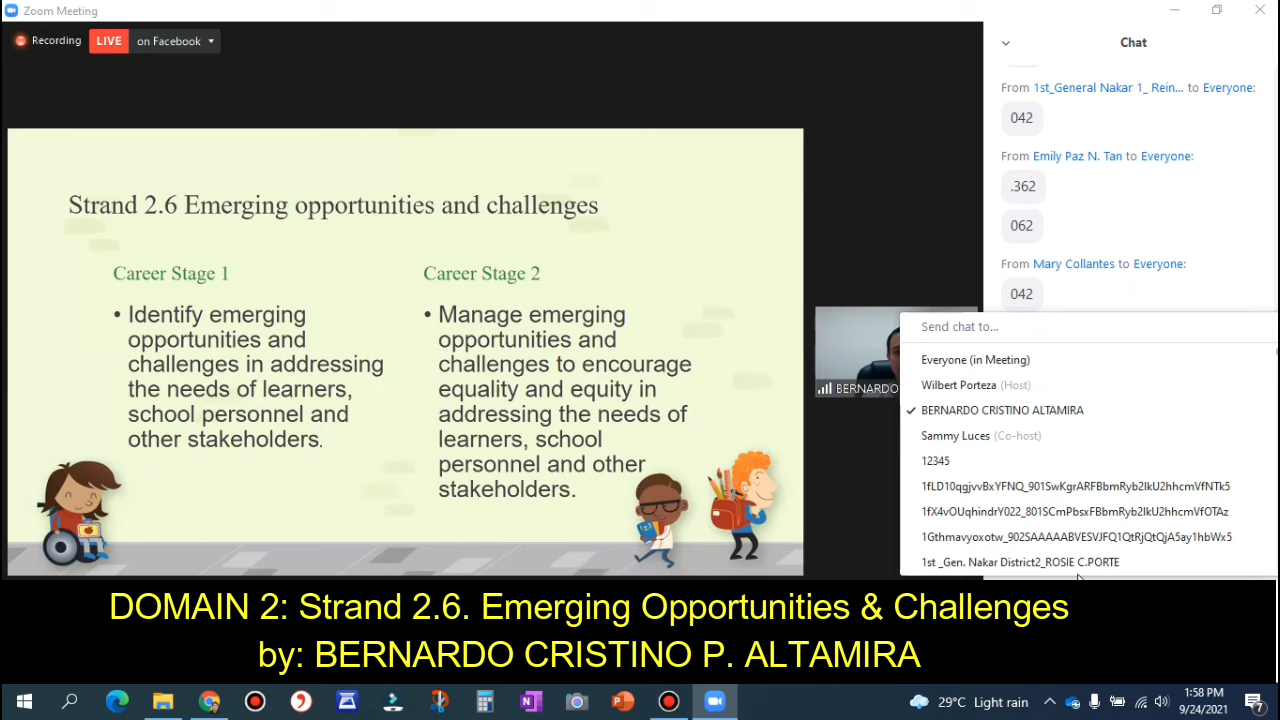 Zoom Meeting
Recording
LIVE
on Facebook
Strand 2.6 Emerging opportunities and challenges
Career Stage 1
• Identify emerging
opportunities and
challenges in addressing
the needs of learners,
school personnel and
other stakeholders.
Career Stage 2
• Manage emerging
opportunities and
challenges to encourage
equality and equity in
addressing the needs of
learners, school
personnel and other
stakeholders.
BERNARDO
Chat
From 1st_General Nakar 1_ Rein... to Everyone:
042
From Emily Paz N. Tan to Everyone:
.362
062
From Mary Collantes to Everyone:
042
Send chat to...
Everyone (in Meeting)
Wilbert Porteza (Host)
BERNARDO CRISTINO ALTAMIRA
Sammy Luces (Co-host)
12345
1fLD10qgjvvBxYFNQ_901SwKgrARFBbmRyb2lkU2hhcmVfNTk5
1fX4vOUqhindrY022_801SCmPbsxFBbmRyb2lkU2hhcmVfOTAz
1Gthmavyoxotw_902SAAAAABVESVJFQ1QtRjQtQjA5ay1hbWx5
1st _Gen. Nakar District2_ROSIE C.PORTE
DOMAIN 2: Strand 2.6. Emerging Opportunities & Challenges
by: BERNARDO CRISTINO P. ALTAMIRA
29°C Light rain
1:58 PM
9/24/2021
7